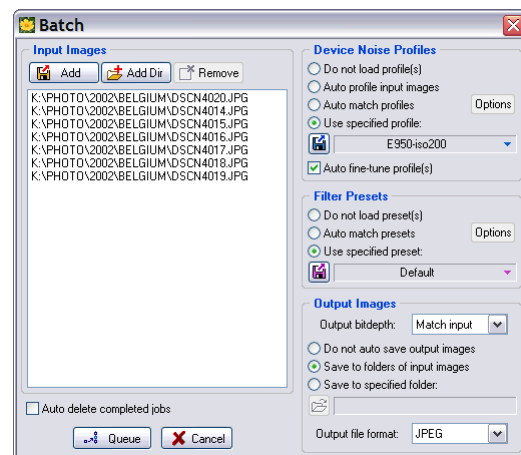 Batch
Input Images
Add
Add Dir
Remove
K:\PHOTO\2002\BELGIUM\DSCN4020.JPG
K:\PHOTO\2002\BELGIUM\DSCN4014.JPG
K:\PHOTO\2002\BELGIUM\DSCN4015.JPG
K:\PHOTO\2002\BELGIUM\DSCN4016.JPG
K:\PHOTO\2002\BELGIUM\DSCN4017.JPG
K:\PHOTO\2002\BELGIUM\DSCN4018.JPG
K:\PHOTO\2002\BELGIUM\DSCN4019.JPG
Auto delete completed jobs
Queue
Cancel
Device Noise Profiles
Do not load profile(s)
Auto profile input images
Auto match profiles
Options
Use specified profile:
E950-iso200
Auto fine-tune profile(s)
Filter Presets
Do not load preset(s)
Auto match presets
Options
Use specified preset:
Default
Output Images
Output bitdepth:
Match input
Do not auto save output images
Save to folders of input images
Save to specified folder:
Output file format:
JPEG